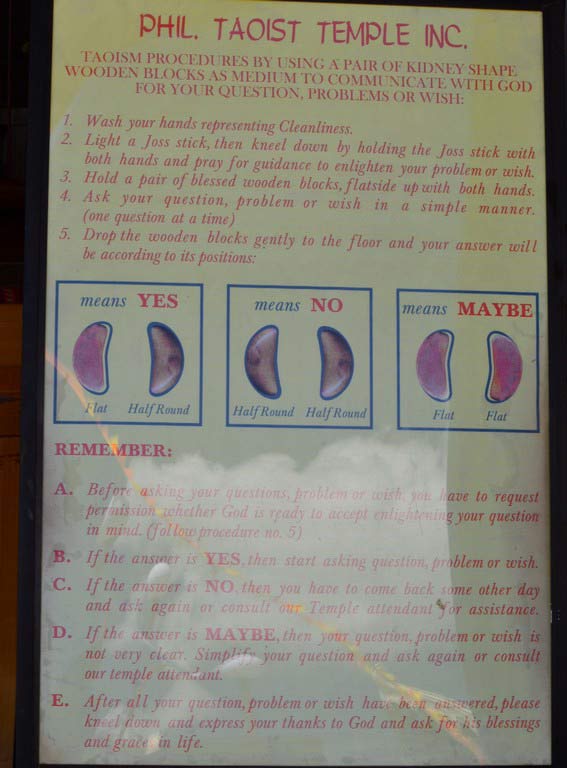 PHIL. TAOIST TEMPLE INC.
TAOISM PROCEDURES BY USING A PAIR OF KIDNEY SHAPE
WOODEN BLOCKS AS MEDIUM TO COMMUNICATE WITH GOD
FOR YOUR QUESTION, PROBLEMS OR WISH:
1. Wash your hands representing Cleanliness.
2. Light a Joss stick, then kneel down by holding the Joss stick with
both hands and pray for guidance to enlighten your problem or wish.
3. Hold a pair of blessed wooden blocks, flatside up with both hands.
4. Ask your question, problem or wish in a simple manner.
(one question at a time)
5. Drop the wooden blocks gently to the floor and your answer will
be according to its positions:
means YES
Flat Half Round
means NO
Half Round Half Round
means MAYBE
Flat Flat
REMEMBER:
A. Before asking your questions, problem or wish, you have to request
permission whether God is ready to accept enlightening your question
in mind. (follow procedure no. 5)
B. If the answer is YES, then start asking question, problem or wish.
C. If the answer is NO, then you have to come back some other day
and ask again or consult our Temple attendant for assistance.
D. If the answer is MAYBE, then your question, problem or wish is
not very clear. Simplify your question and ask again or consult
our temple attendant.
E. After all your question, problem or wish have been answered, please
kneel down and express your thanks to God and ask for his blessings
and graces in life.